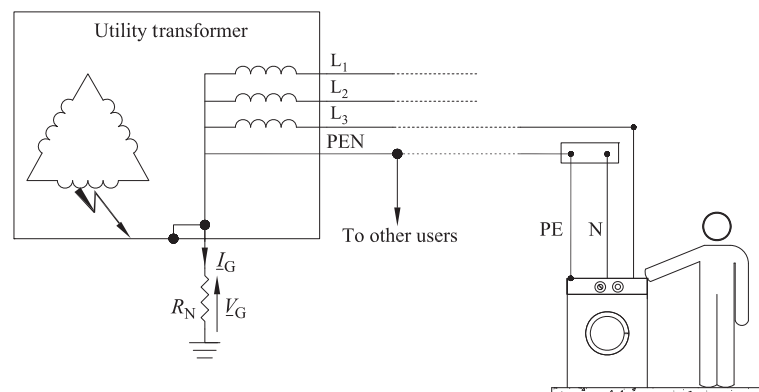 Utility transformer
L1
L2
L3
PEN
To other users
PE N
IG
RN VG